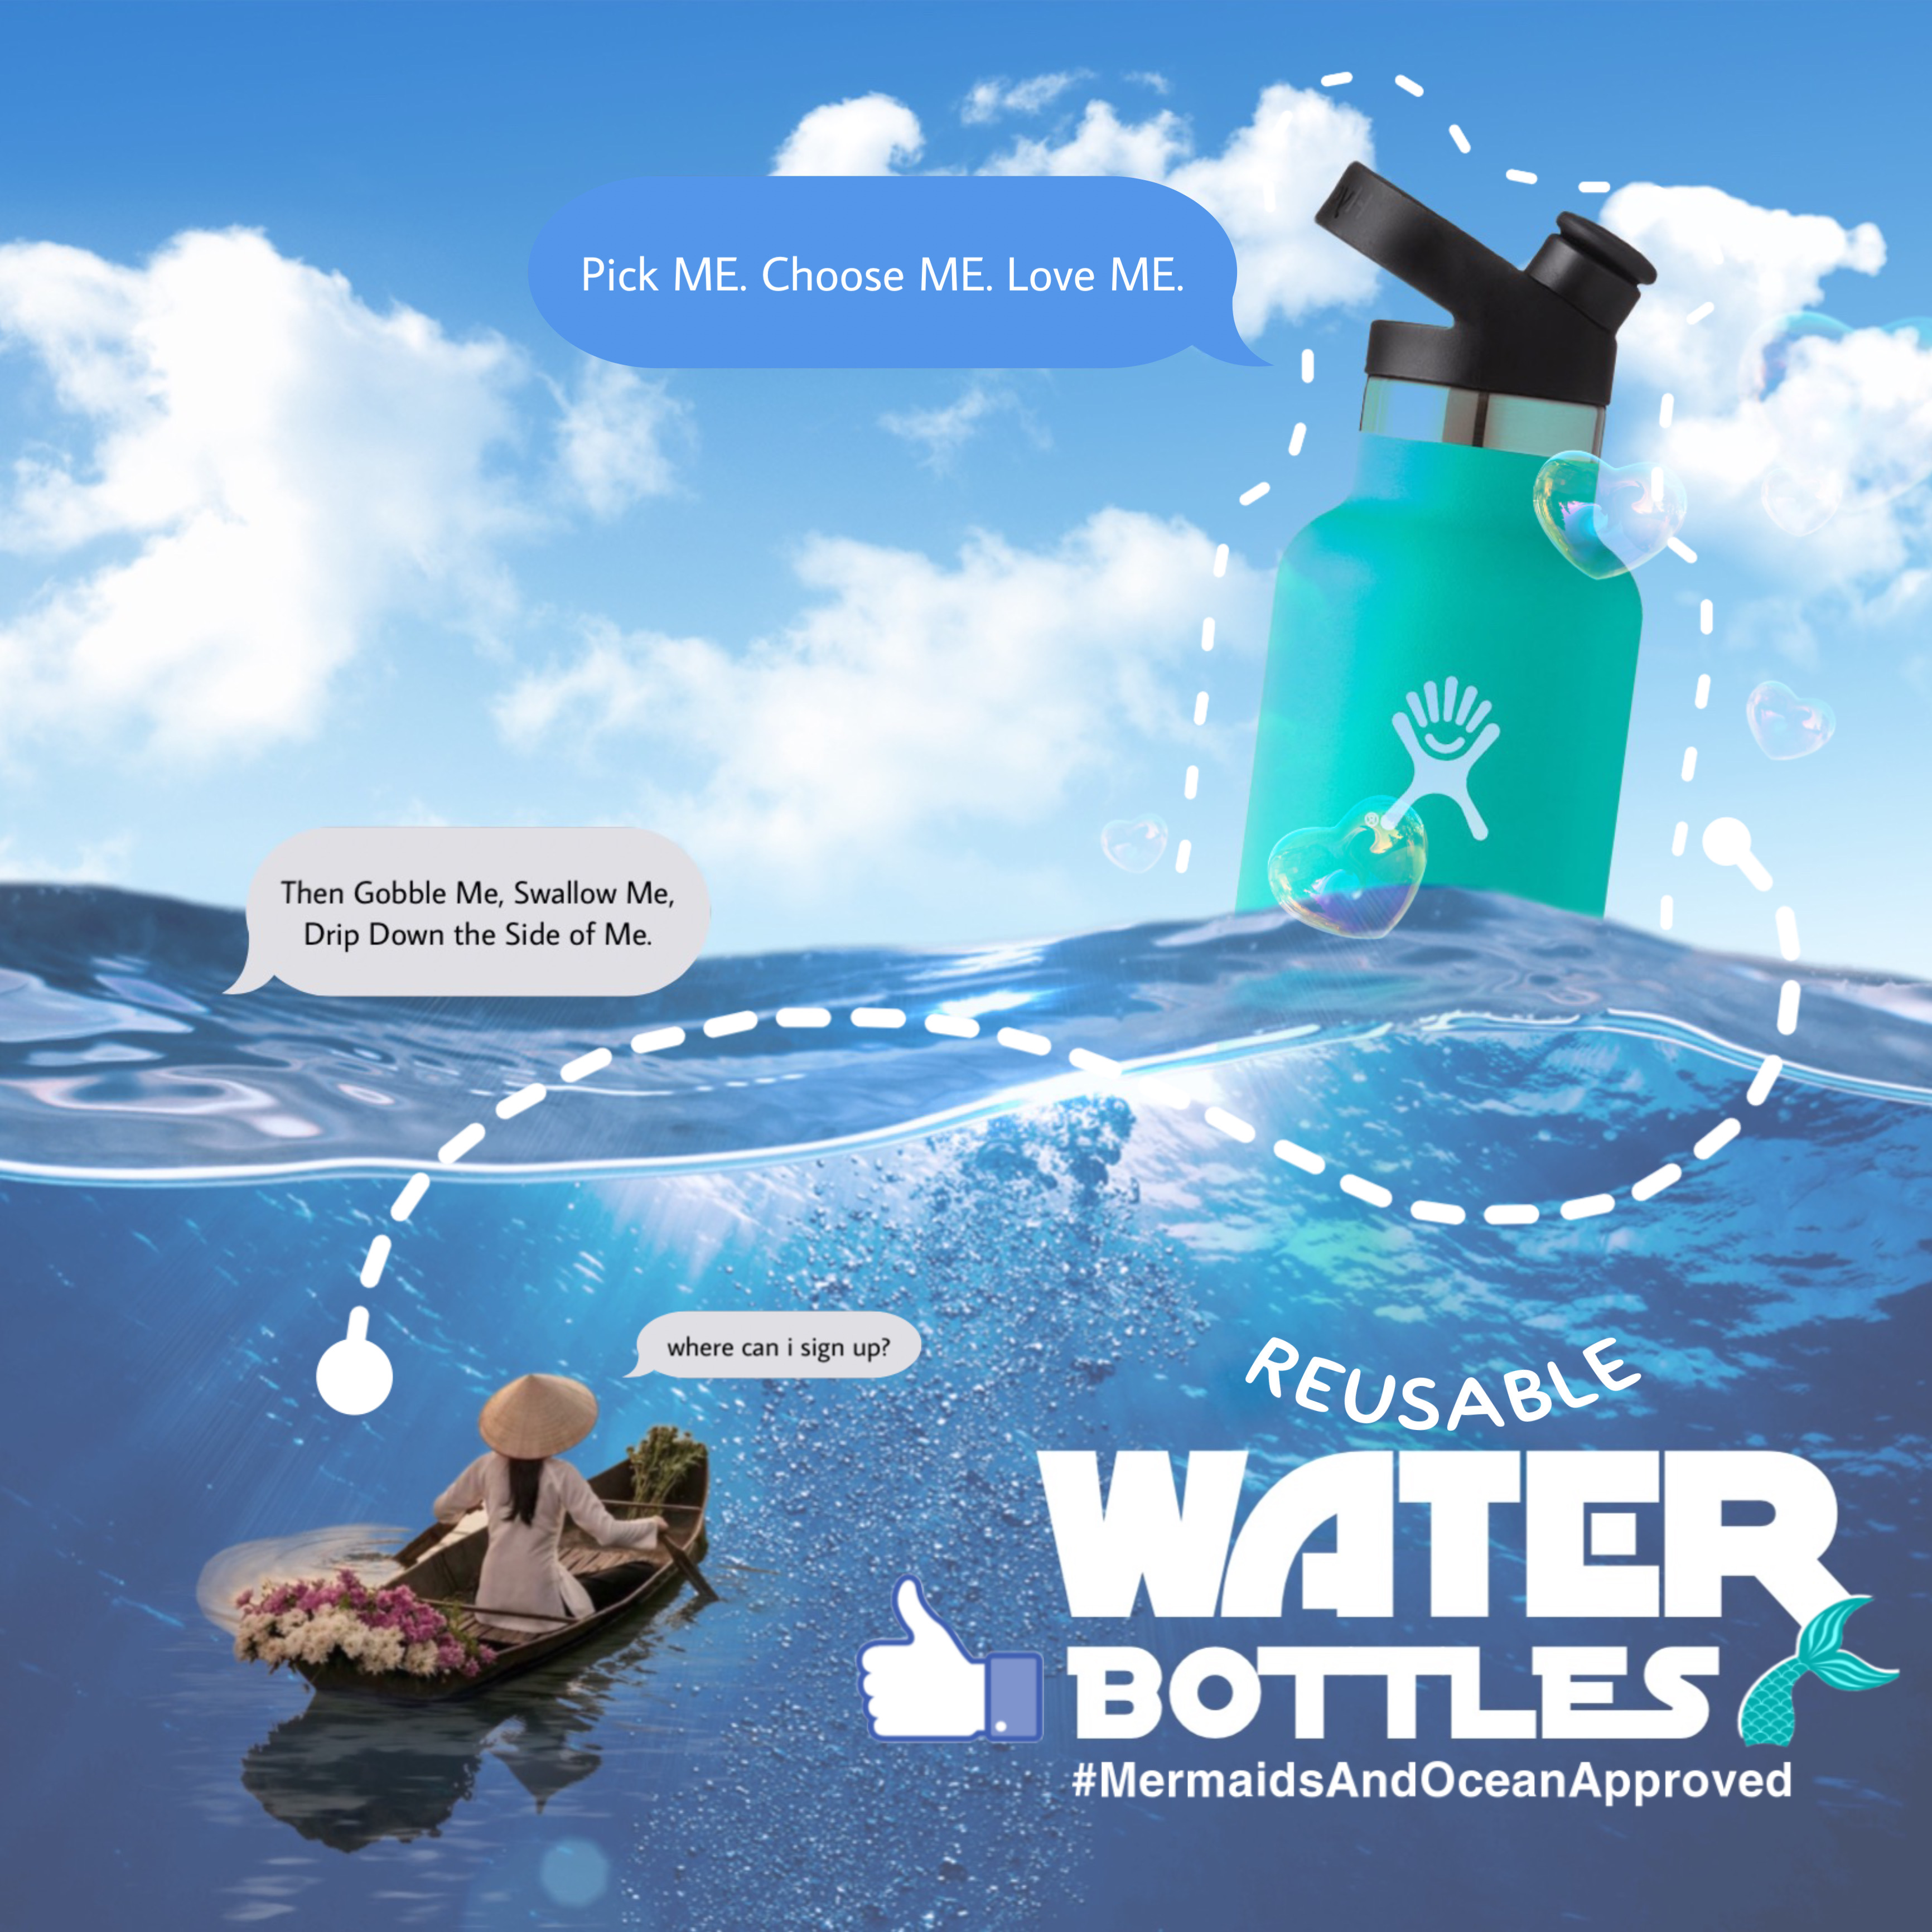 Pick ME. Choose ME. Love ME.
Then Gobble Me, Swallow Me,
Drip Down the Side of Me.
where can i sign up?
REUSABLE
WATER
BOTTLES
#MermaidsAndOceanApproved